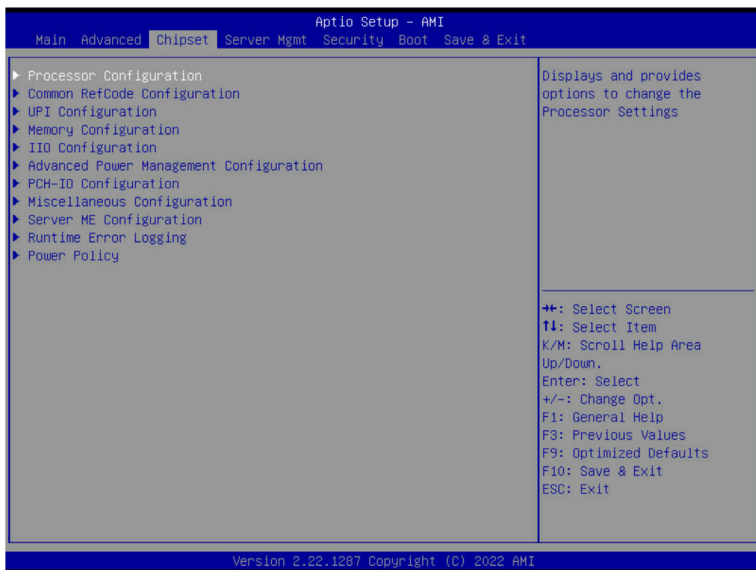 Aptio Setup – AMI
Main Advanced Chipset Server Mgmt Security Boot Save & Exit
Processor Configuration
Common RefCode Configuration
UPI Configuration
Memory Configuration
IIO Configuration
Advanced Power Management Configuration
PCH-IO Configuration
Miscellaneous Configuration
Server ME Configuration
Runtime Error Logging
Power Policy
Displays and provides
options to change the
Processor Settings
→←: Select Screen
↑↓: Select Item
K/M: Scroll Help Area
Up/Down.
Enter: Select
+/-: Change Opt.
F1: General Help
F3: Previous Values
F9: Optimized Defaults
F10: Save & Exit
ESC: Exit
Version 2.22.1287 Copyright (C) 2022 AMI